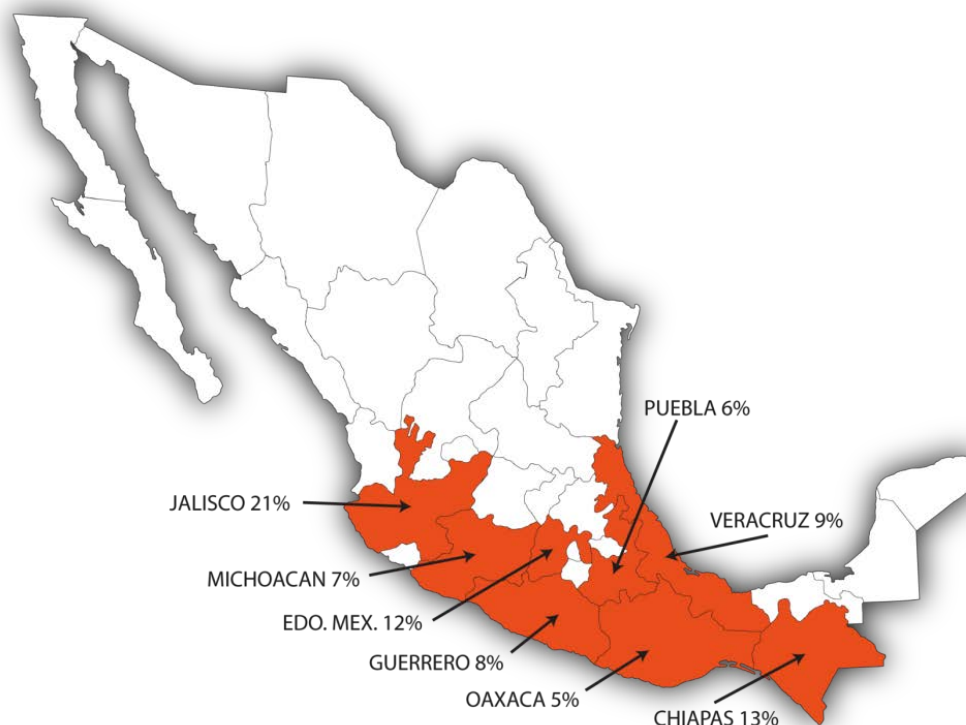 PUEBLA 6%
JALISCO 21%
VERACRUZ 9%
MICHOACAN 7%
EDO. MEX. 12%
GUERRERO 8%
OAXACA 5%
CHIAPAS 13%